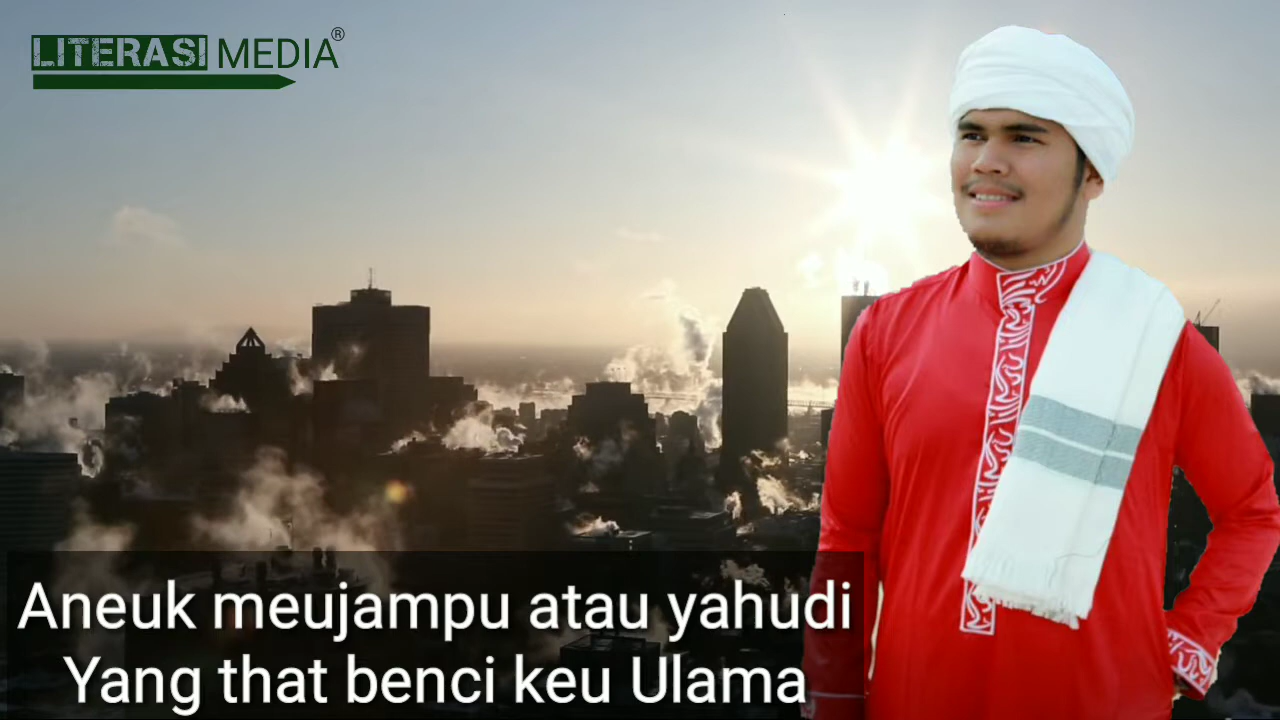 LITERASI MEDIA®
Aneuk meujampu atau yahudi
Yang that benci keu Ulama